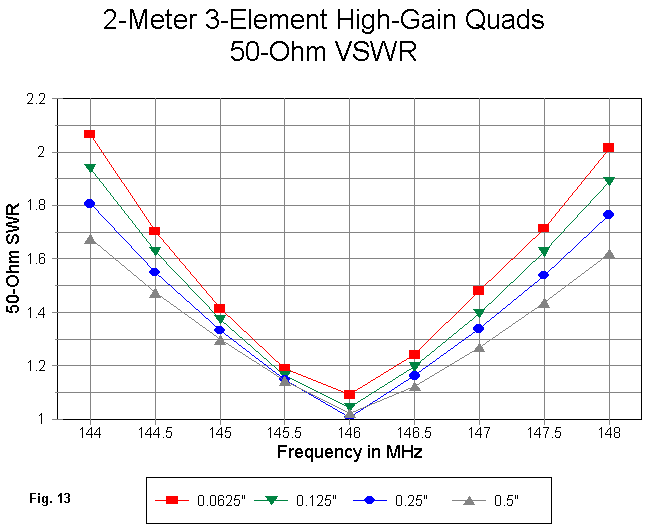 2-Meter 3-Element High-Gain Quads
50-Ohm VSWR
2.2
2
1.8
1.6
1.4
1.2
1
50-Ohm SWR
144 144.5 145 145.5 146 146.5 147 147.5 148
Frequency in MHz
Fig. 13
0.0625" 0.125" 0.25" 0.5"